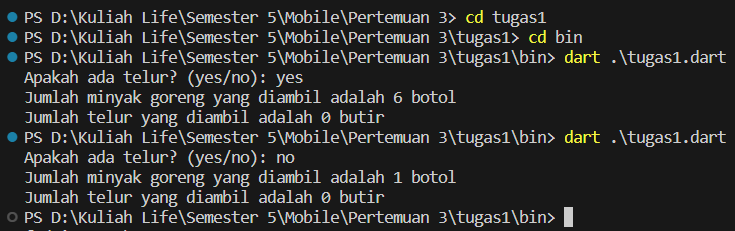 PS D:\Kuliah Life\Semester 5\Mobile\Pertemuan 3> cd tugas1
PS D:\Kuliah Life\Semester 5\Mobile\Pertemuan 3\tugas1> cd bin
PS D:\Kuliah Life\Semester 5\Mobile\Pertemuan 3\tugas1\bin> dart .\tugas1.dart
Apakah ada telur? (yes/no): yes
Jumlah minyak goreng yang diambil adalah 6 botol
Jumlah telur yang diambil adalah 0 butir
PS D:\Kuliah Life\Semester 5\Mobile\Pertemuan 3\tugas1\bin> dart .\tugas1.dart
Apakah ada telur? (yes/no): no
Jumlah minyak goreng yang diambil adalah 1 botol
Jumlah telur yang diambil adalah 0 butir
PS D:\Kuliah Life\Semester 5\Mobile\Pertemuan 3\tugas1\bin>